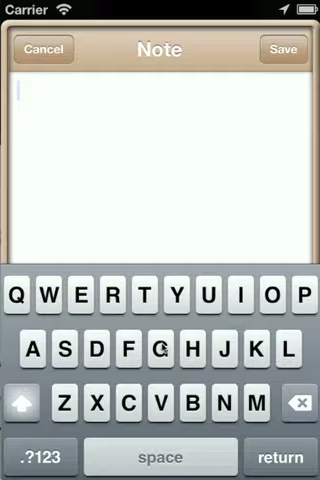 Carrier
Cancel Note Save
Q W E R T Y U I O P
A S D F G H J K L
Z X C V B N M
.?123 space return